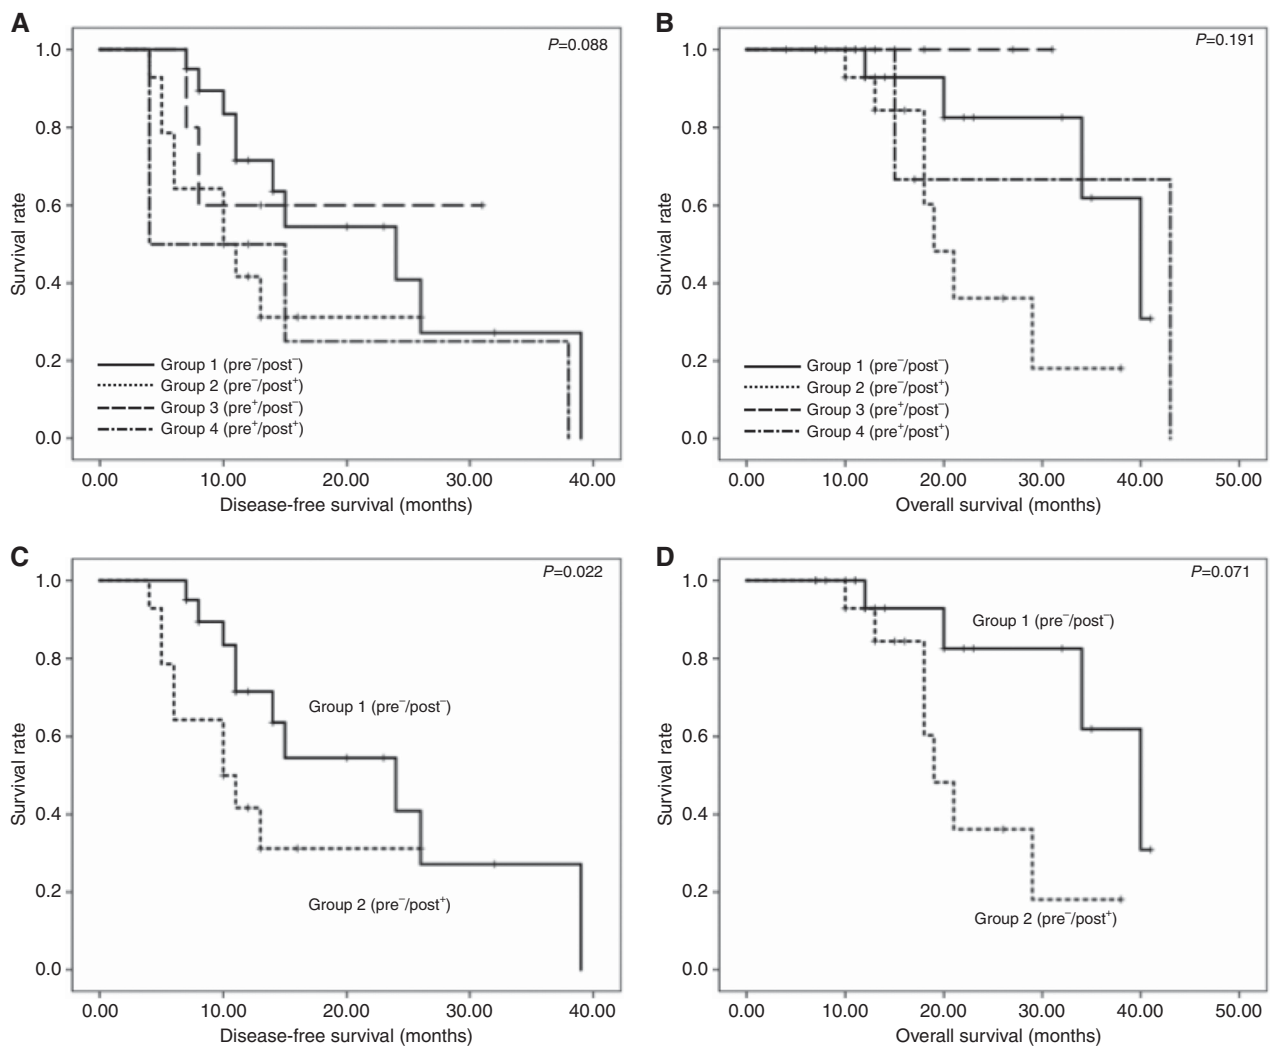 A
P=0.088
1.0
0.8
0.6
0.4
0.2
0.0
Survival rate
Group 1 (pre⁻/post⁻)
Group 2 (pre⁻/post⁺)
Group 3 (pre⁺/post⁻)
Group 4 (pre⁺/post⁺)
0.00 10.00 20.00 30.00 40.00
Disease-free survival (months)
B
P=0.191
1.0
0.8
0.6
0.4
0.2
0.0
Survival rate
Group 1 (pre⁻/post⁻)
Group 2 (pre⁻/post⁺)
Group 3 (pre⁺/post⁻)
Group 4 (pre⁺/post⁺)
0.00 10.00 20.00 30.00 40.00 50.00
Overall survival (months)
C
P=0.022
1.0
0.8
0.6
0.4
0.2
0.0
Survival rate
Group 1 (pre⁻/post⁻)
Group 2 (pre⁻/post⁺)
0.00 10.00 20.00 30.00 40.00
Disease-free survival (months)
D
P=0.071
1.0
0.8
0.6
0.4
0.2
0.0
Survival rate
Group 1 (pre⁻/post⁻)
Group 2 (pre⁻/post⁺)
0.00 10.00 20.00 30.00 40.00 50.00
Overall survival (months)